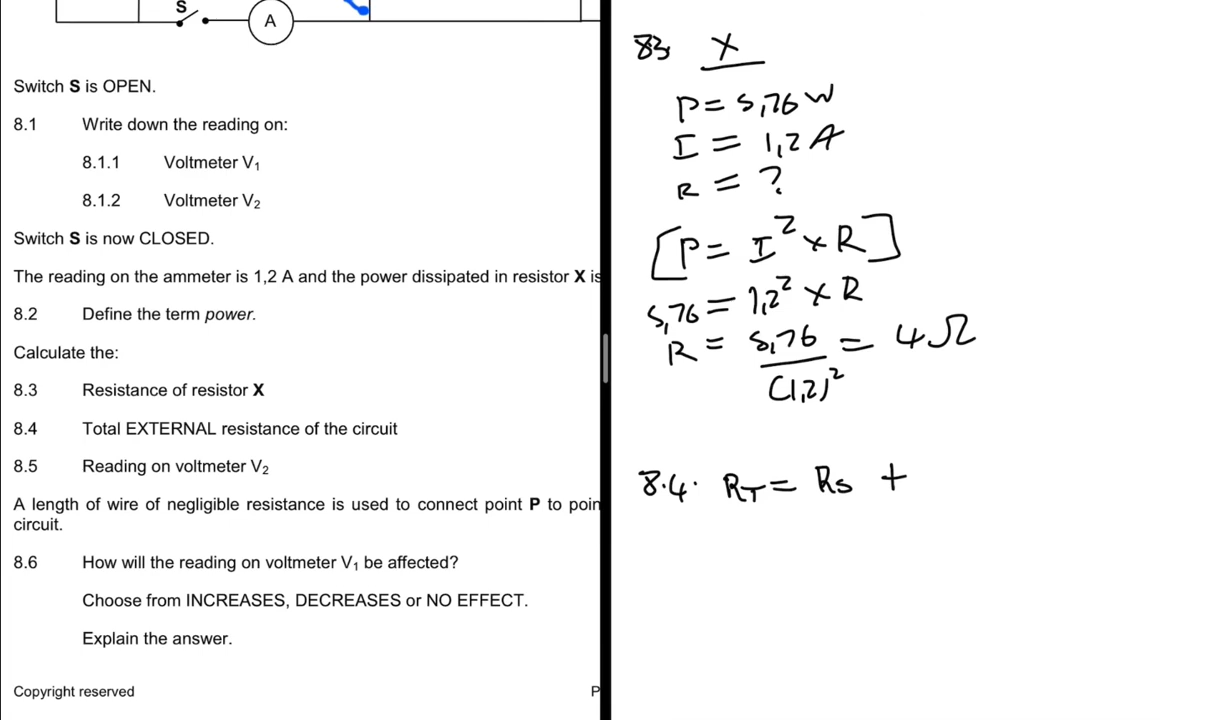 S
A
Switch S is OPEN.
8.1 Write down the reading on:
8.1.1 Voltmeter V₁
8.1.2 Voltmeter V₂
Switch S is now CLOSED.
The reading on the ammeter is 1,2 A and the power dissipated in resistor X is
8.2 Define the term power.
Calculate the:
8.3 Resistance of resistor X
8.4 Total EXTERNAL resistance of the circuit
8.5 Reading on voltmeter V₂
A length of wire of negligible resistance is used to connect point P to poin
circuit.
8.6 How will the reading on voltmeter V₁ be affected?
Choose from INCREASES, DECREASES or NO EFFECT.
Explain the answer.
Copyright reserved P
83. X
P = 5,76 W
I = 1,2 A
R = ?
[P = I² × R]
5,76 = 1,2² × R
R = 5,76 / (1,2)² = 4 Ω
8.4. R_T = R_S +